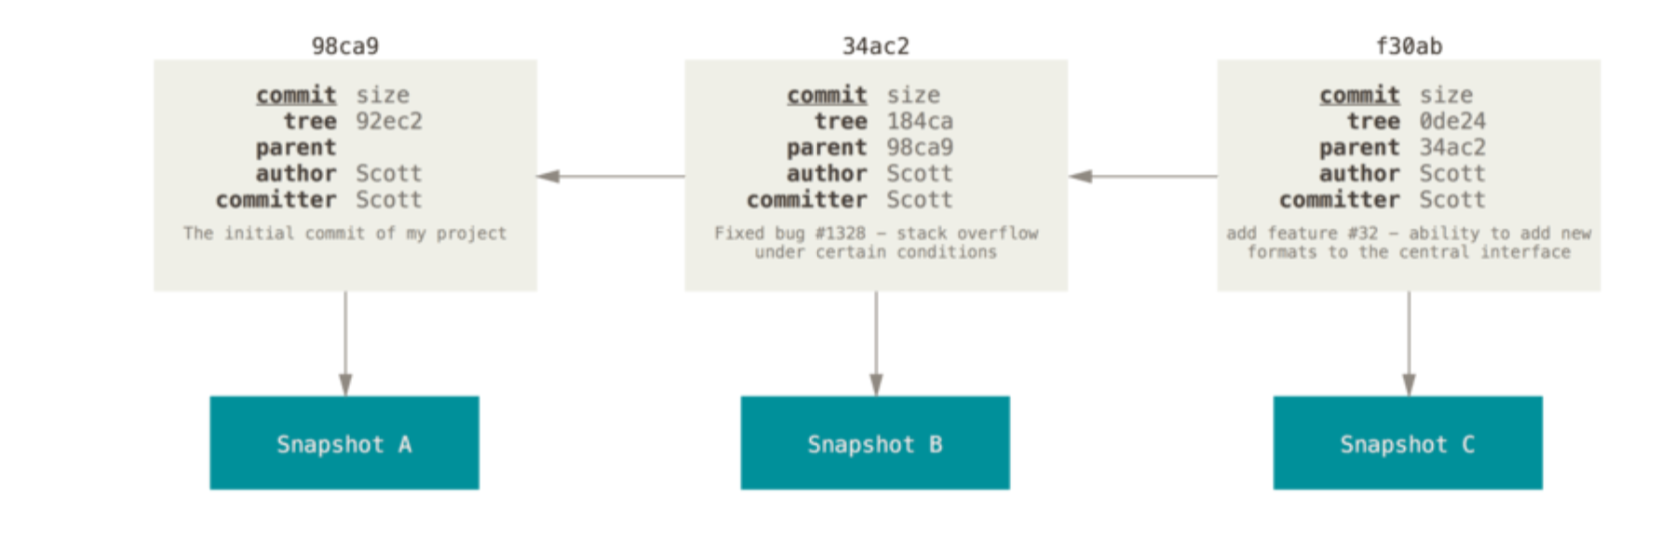 98ca9
commit size
tree 92ec2
parent
author Scott
committer Scott
The initial commit of my project
Snapshot A
34ac2
commit size
tree 184ca
parent 98ca9
author Scott
committer Scott
Fixed bug #1328 – stack overflow
under certain conditions
Snapshot B
f30ab
commit size
tree 0de24
parent 34ac2
author Scott
committer Scott
add feature #32 – ability to add new
formats to the central interface
Snapshot C